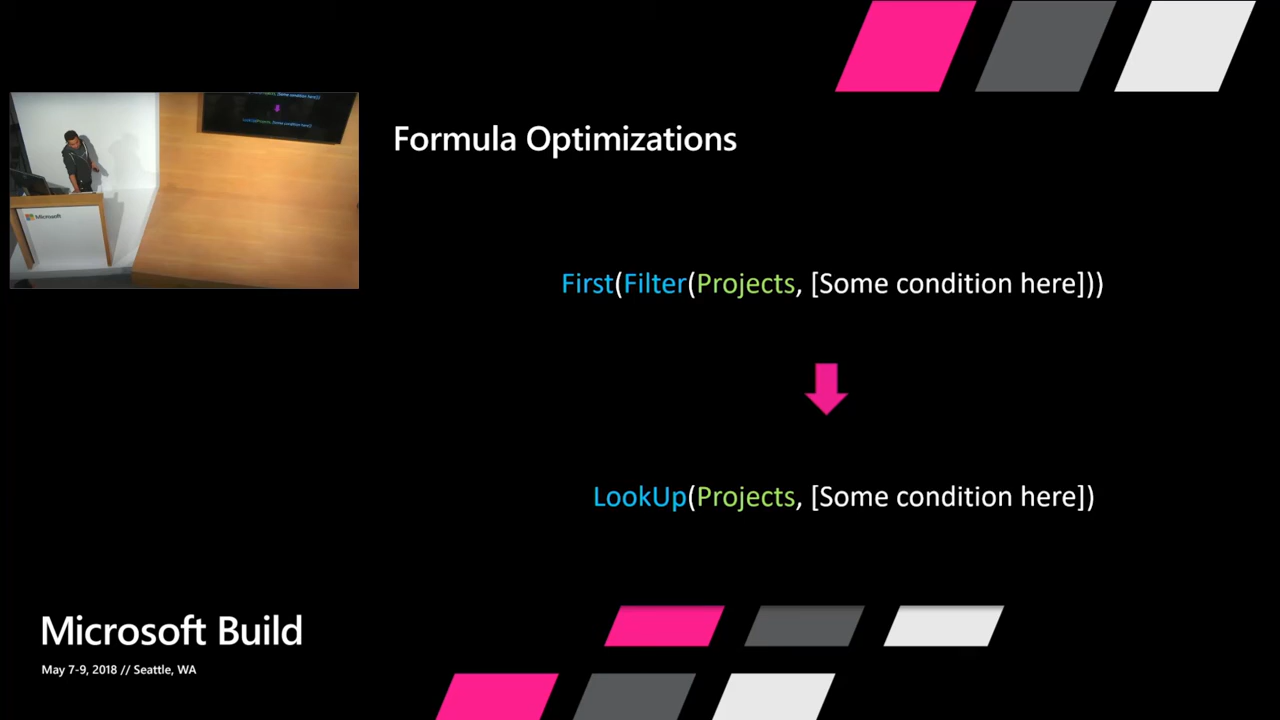 Formula Optimizations
First(Filter(Projects, [Some condition here]))
LookUp(Projects, [Some condition here])
Microsoft
Microsoft Build
May 7-9, 2018 // Seattle, WA